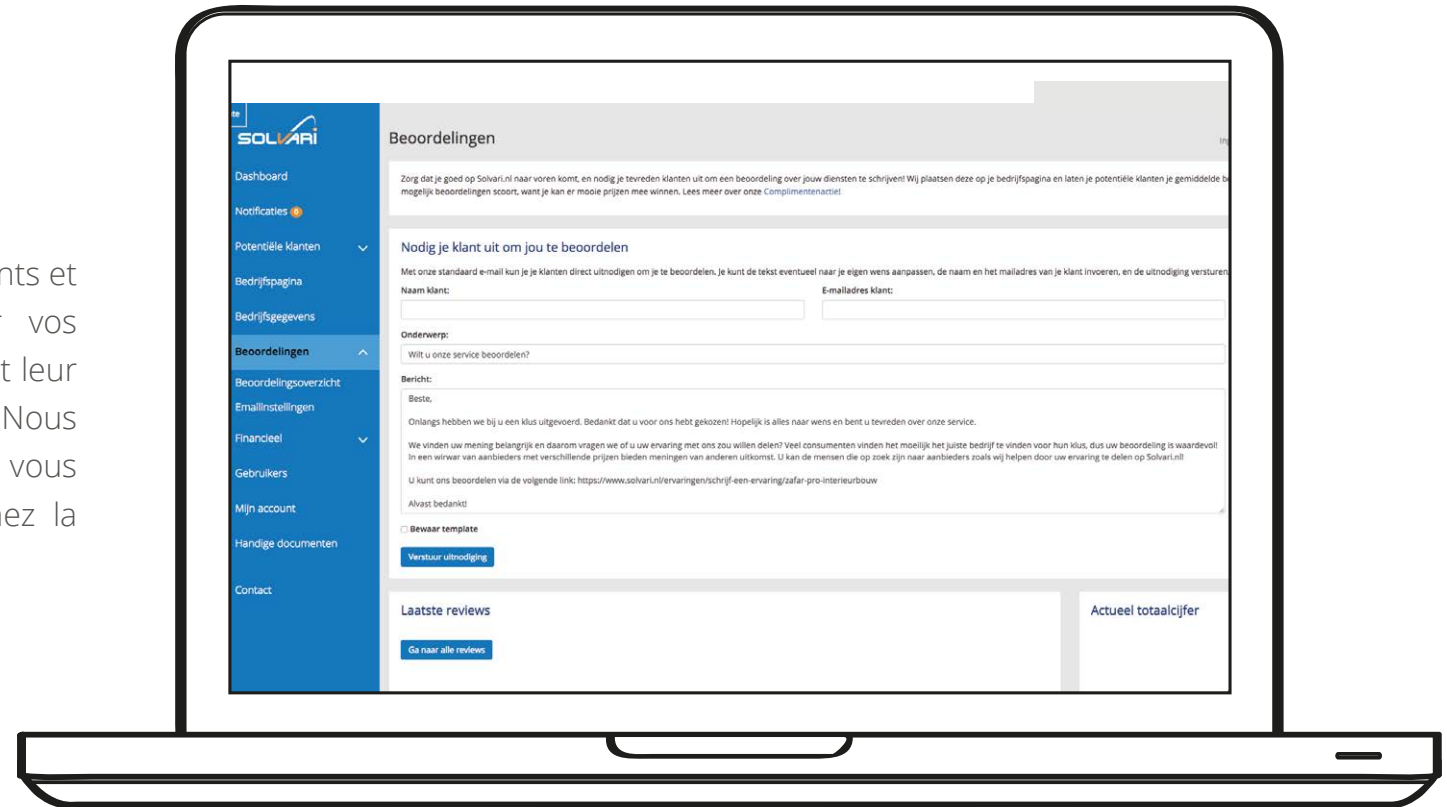 nts et
vos
t leur
Nous
vous
ez la
te
SOLVARI
Dashboard
Notificaties 0
Potentiële klanten
Bedrijfspagina
Bedrijfsgegevens
Beoordelingen
Beoordelingsoverzicht
Emailinstellingen
Financieel
Gebruikers
Mijn account
Handige documenten
Contact
Beoordelingen
Zorg dat je goed op Solvari.nl naar voren komt, en nodig je tevreden klanten uit om een beoordeling over jouw diensten te schrijven! Wij plaatsen deze op je bedrijfspagina en laten je potentiële klanten je gemiddelde
mogelijk beoordelingen scoort, want je kan er mooie prijzen mee winnen. Lees meer over onze Complimentenactie!
Nodig je klant uit om jou te beoordelen
Met onze standaard e-mail kun je je klanten direct uitnodigen om je te beoordelen. Je kunt de tekst eventueel naar je eigen wens aanpassen, de naam en het mailadres van je klant invoeren, en de uitnodiging versturen
Naam klant:
E-mailadres klant:
Onderwerp:
Wilt u onze service beoordelen?
Bericht:
Beste,
Onlangs hebben we bij u een klus uitgevoerd. Bedankt dat u voor ons hebt gekozen! Hopelijk is alles naar wens en bent u tevreden over onze service.
We vinden uw mening belangrijk en daarom vragen we of u uw ervaring met ons zou willen delen? Veel consumenten vinden het moeilijk het juiste bedrijf te vinden voor hun klus, dus uw beoordeling is waardevol!
In een wirwar van aanbieders met verschillende prijzen bieden meningen van anderen uitkomst. U kan de mensen die op zoek zijn naar aanbieders zoals wij helpen door uw ervaring te delen op Solvari.nl!
U kunt ons beoordelen via de volgende link: https://www.solvari.nl/ervaringen/schrijf-een-ervaring/zafar-pro-interieurbouw
Alvast bedankt!
Bewaar template
Verstuur uitnodiging
Laatste reviews
Ga naar alle reviews
Actueel totaalcijfer